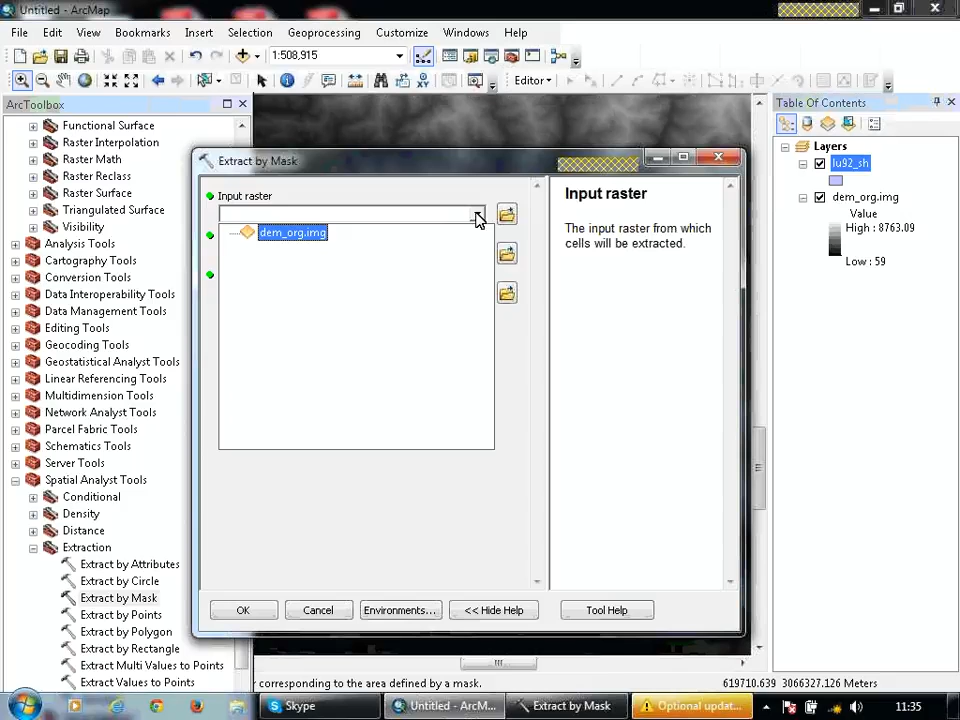 Untitled - ArcMap
File Edit View Bookmarks Insert Selection Geoprocessing Customize Windows Help
1:508,915
Editor
ArcToolbox
Functional Surface
Raster Interpolation
Raster Math
Raster Reclass
Raster Surface
Triangulated Surface
Visibility
Analysis Tools
Cartography Tools
Conversion Tools
Data Interoperability Tools
Data Management Tools
Editing Tools
Geocoding Tools
Geostatistical Analyst Tools
Linear Referencing Tools
Multidimension Tools
Network Analyst Tools
Parcel Fabric Tools
Schematics Tools
Server Tools
Spatial Analyst Tools
Conditional
Density
Distance
Extraction
Extract by Attributes
Extract by Circle
Extract by Mask
Extract by Points
Extract by Polygon
Extract by Rectangle
Extract Multi Values to Points
Extract Values to Points
Extract by Mask
Input raster
dem_org.img
OK Cancel Environments... << Hide Help Tool Help
Input raster
The input raster from which
cells will be extracted.
Table Of Contents
Layers
lu92_sh
dem_org.img
Value
High : 8763.09
Low : 59
r corresponding to the area defined by a mask.
619710.639 3066327.126 Meters
Skype
Untitled - ArcM...
Extract by Mask
Optional updat...
11:35